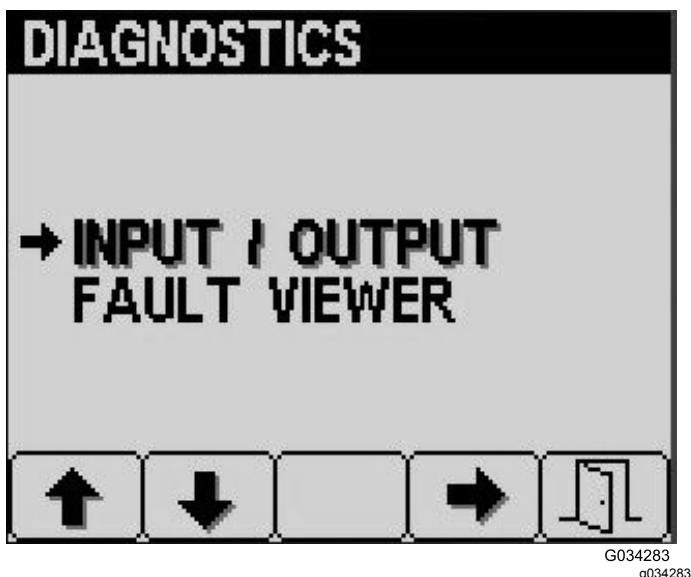 DIAGNOSTICS
INPUT / OUTPUT
FAULT VIEWER
G034283
g034283